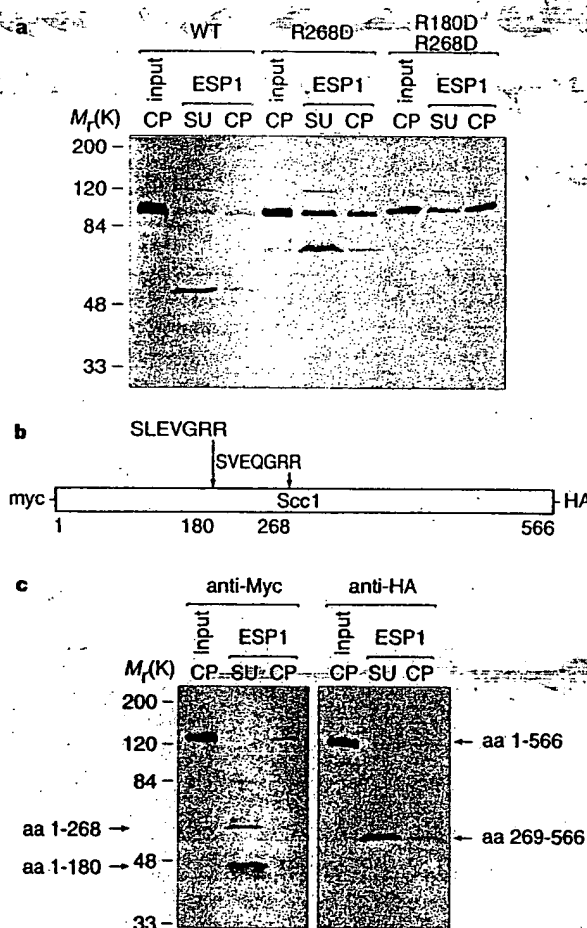 a
WT R268D R180D
R268D
input ESP1 input ESP1 input ESP1
Mr(K) CP SU CP CP SU CP CP SU CP
200
120
84
48
33
b
SLEVGRR
SVEQGRR
myc Scc1 HA
1 180 268 566
c
anti-Myc anti-HA
input ESP1 input ESP1
Mr(K) CP SU CP CP SU CP
200
120 aa 1-566
84
aa 1-268
48 aa 269-566
aa 1-180
33